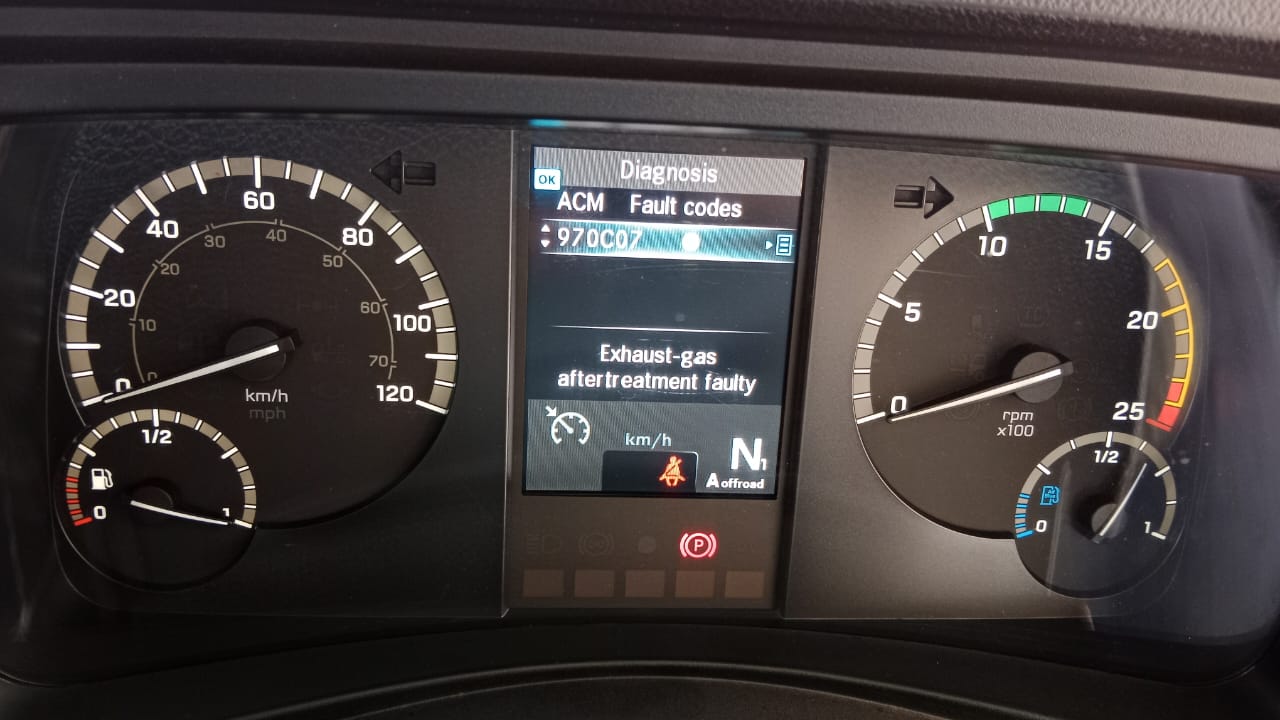 Diagnosis
OK
ACM Fault codes
970C07
Exhaust-gas
aftertreatment faulty
km/h
N1
A offroad
0
20
40
60
80
100
120
0
10
20
30
40
50
60
70
km/h
mph
0
1/2
1
0
5
10
15
20
25
rpm
x100
0
1/2
1
P